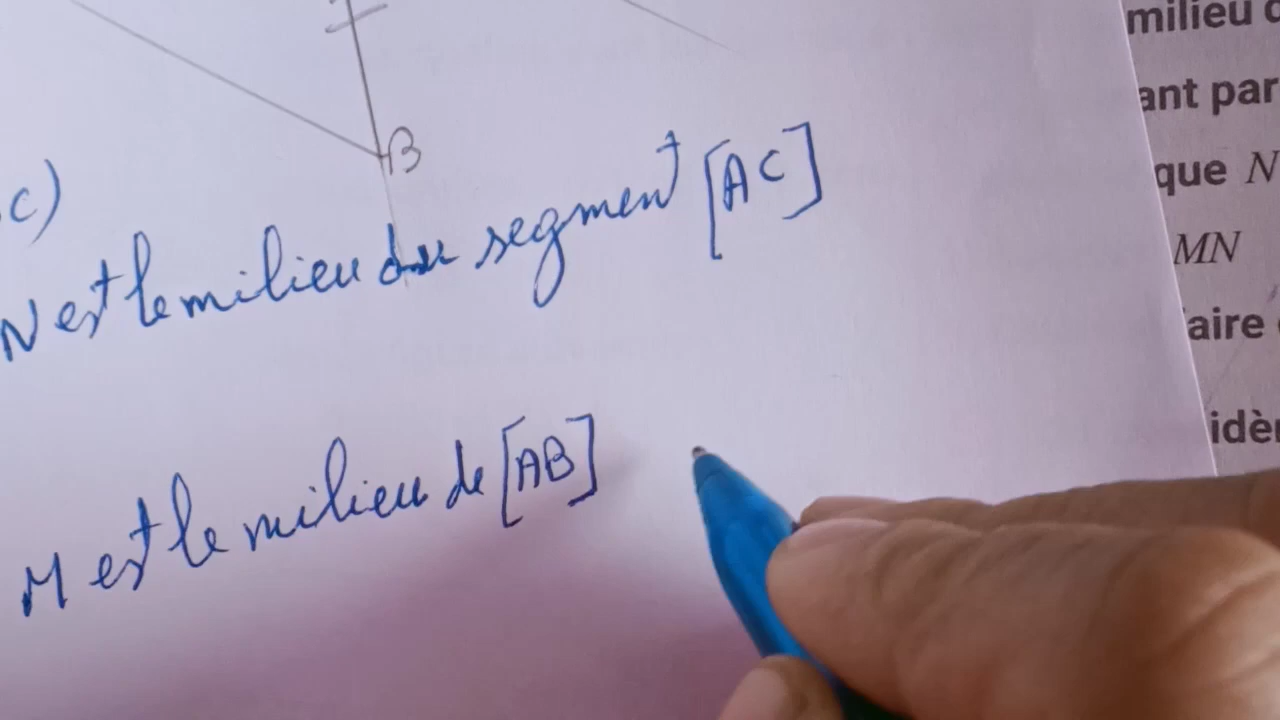 milieu
ant par
B
que N
c)
N est le milieu du segment [AC]
MN
aire
M est le milieu de [AB]
idè